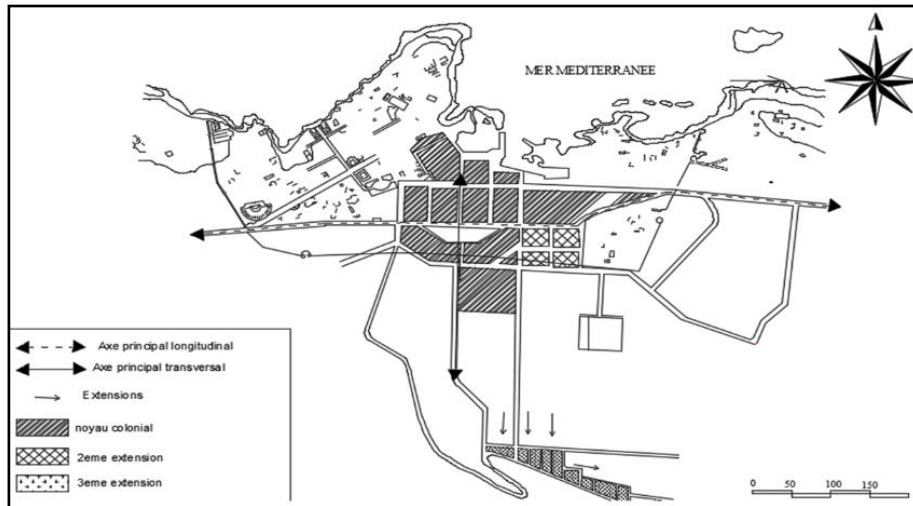 MER MEDITERRANEE
Axe principal longitudinal
Axe principal transversal
Extensions
noyau colonial
2eme extension
3eme extension
0 50 100 150